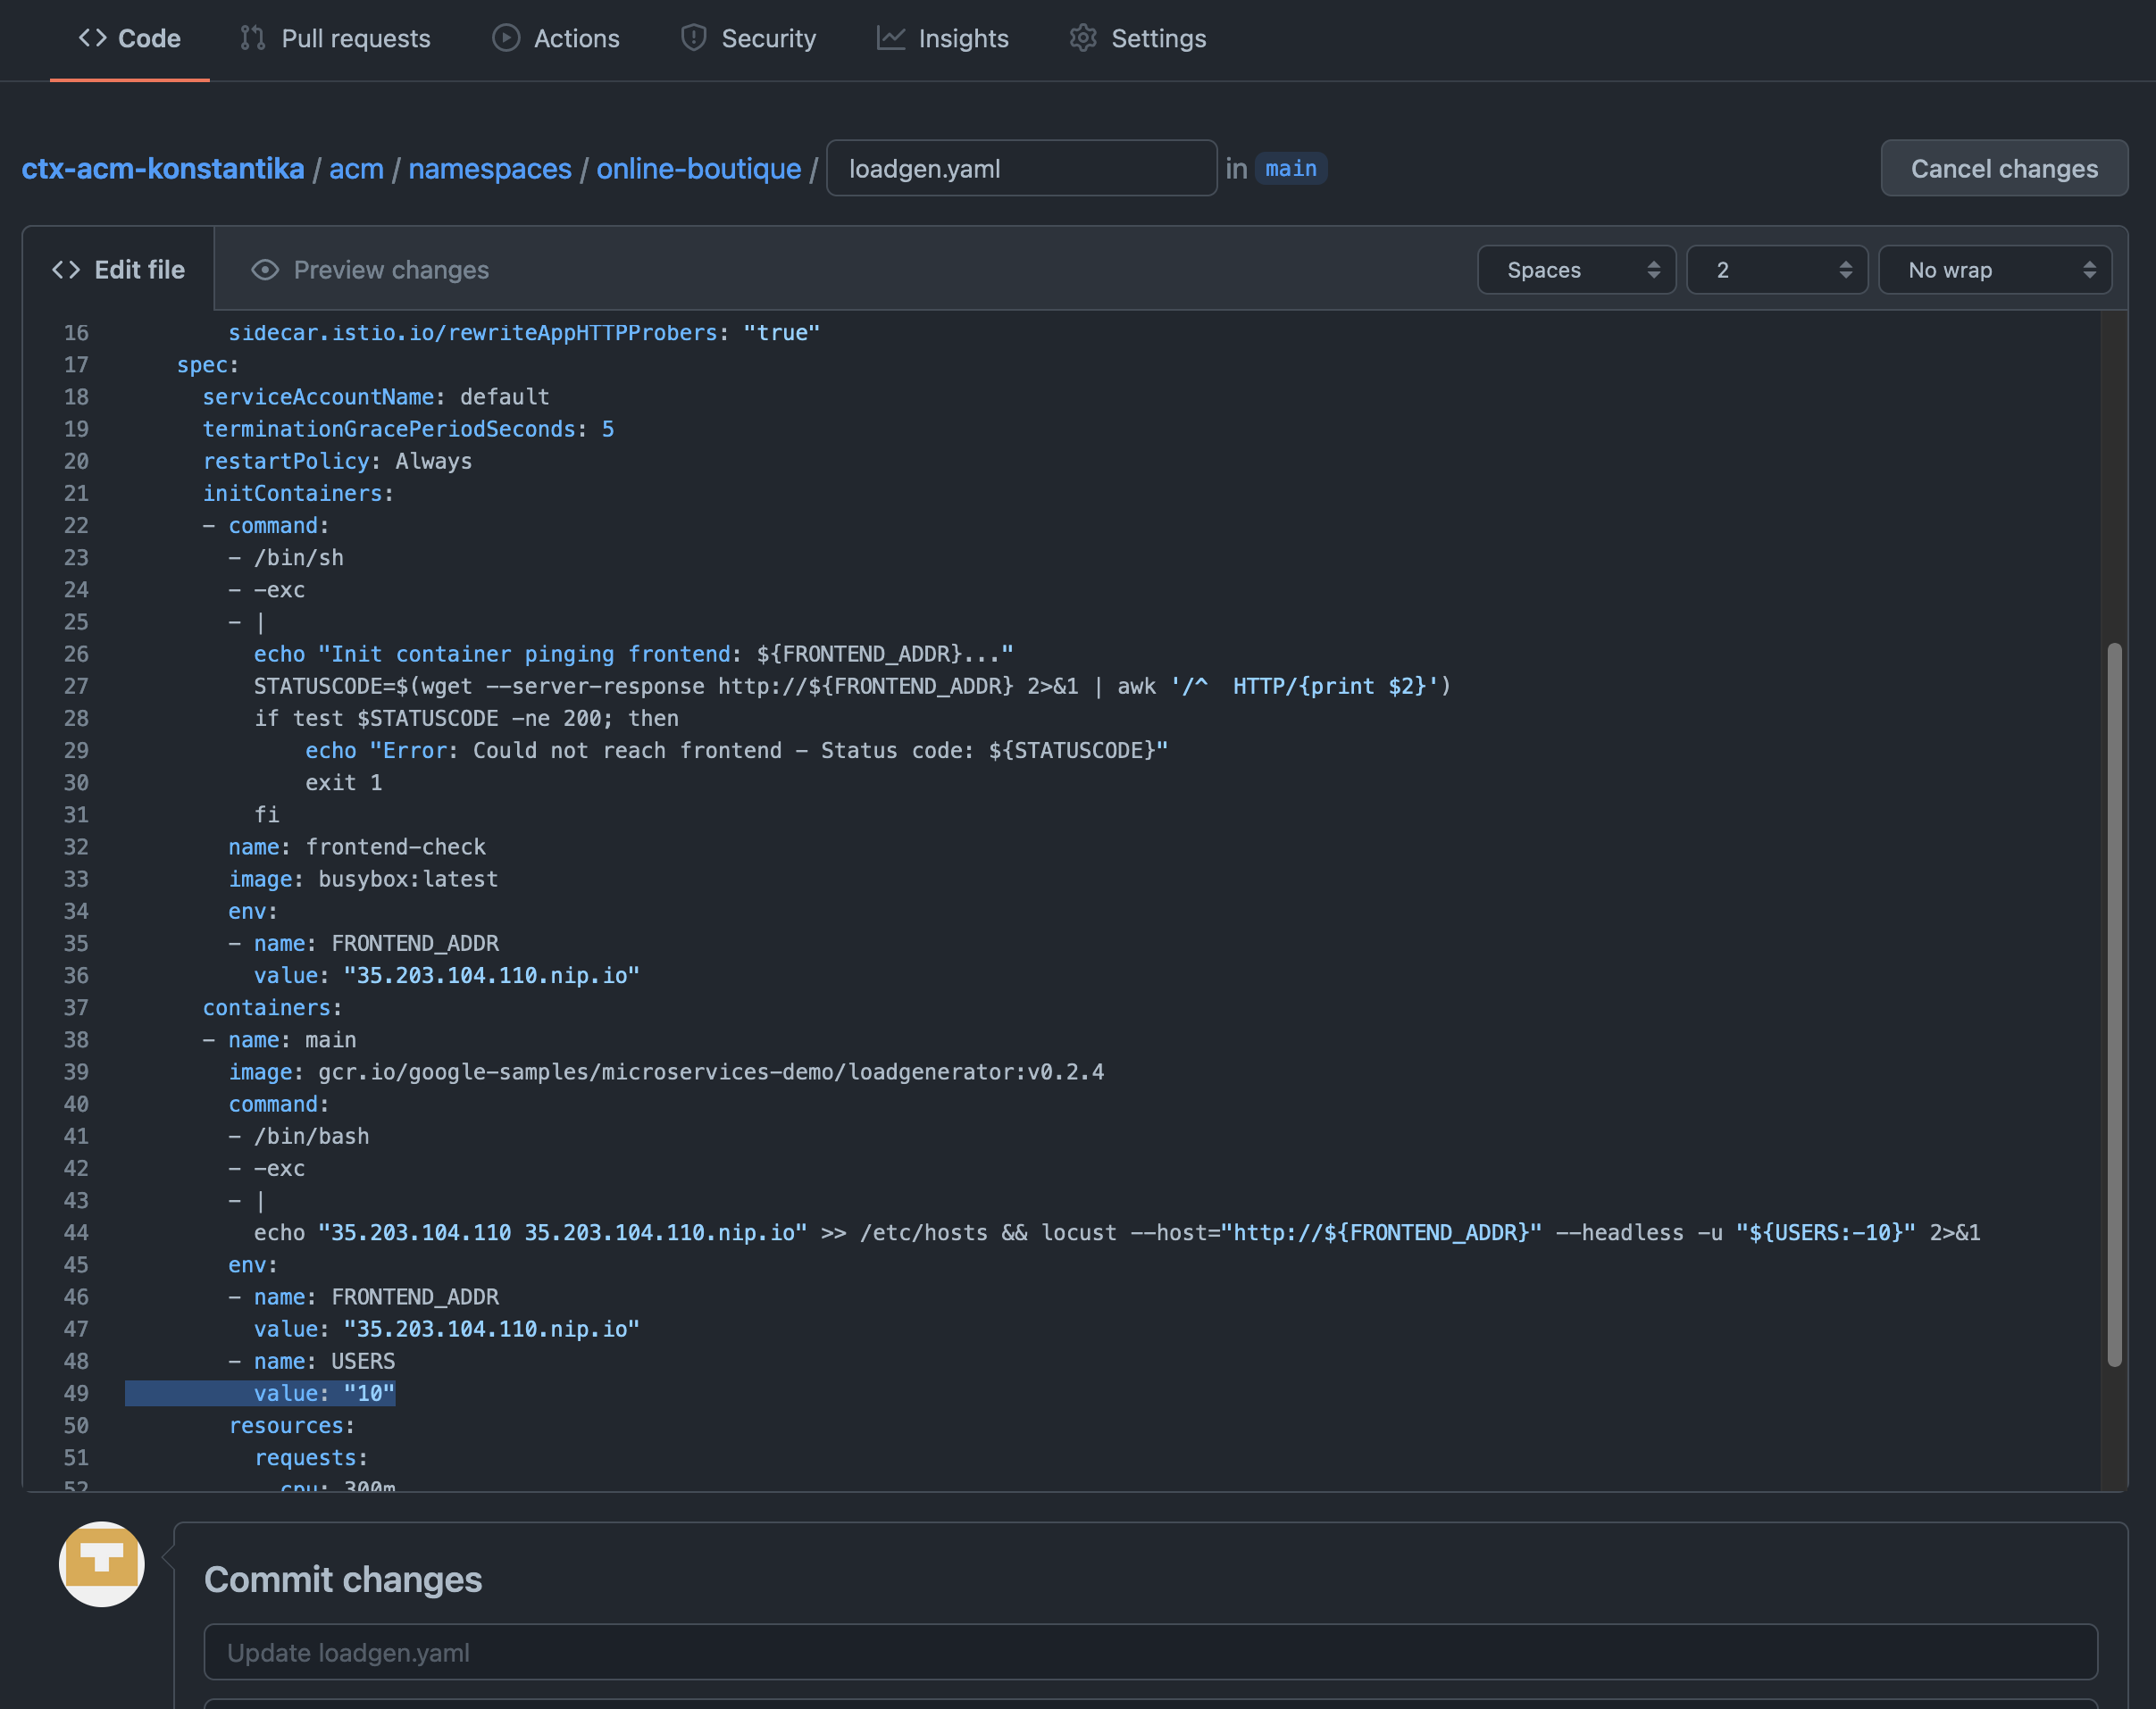 Code Pull requests Actions Security Insights Settings
ctx-acm-konstantika / acm / namespaces / online-boutique / loadgen.yaml in main Cancel changes
Edit file Preview changes Spaces 2 No wrap
16 sidecar.istio.io/rewriteAppHTTPProbers: "true"
17 spec:
18 serviceAccountName: default
19 terminationGracePeriodSeconds: 5
20 restartPolicy: Always
21 initContainers:
22 - command:
23 - /bin/sh
24 - -exc
25 - |
26 echo "Init container pinging frontend: ${FRONTEND_ADDR}..."
27 STATUSCODE=$(wget --server-response http://${FRONTEND_ADDR} 2>&1 | awk '/^  HTTP/{print $2}')
28 if test $STATUSCODE -ne 200; then
29 echo "Error: Could not reach frontend - Status code: ${STATUSCODE}"
30 exit 1
31 fi
32 name: frontend-check
33 image: busybox:latest
34 env:
35 - name: FRONTEND_ADDR
36 value: "35.203.104.110.nip.io"
37 containers:
38 - name: main
39 image: gcr.io/google-samples/microservices-demo/loadgenerator:v0.2.4
40 command:
41 - /bin/bash
42 - -exc
43 - |
44 echo "35.203.104.110 35.203.104.110.nip.io" >> /etc/hosts && locust --host="http://${FRONTEND_ADDR}" --headless -u "${USERS:-10}" 2>&1
45 env:
46 - name: FRONTEND_ADDR
47 value: "35.203.104.110.nip.io"
48 - name: USERS
49 value: "10"
50 resources:
51 requests:
52 cpu: 300m
Commit changes
Update loadgen.yaml